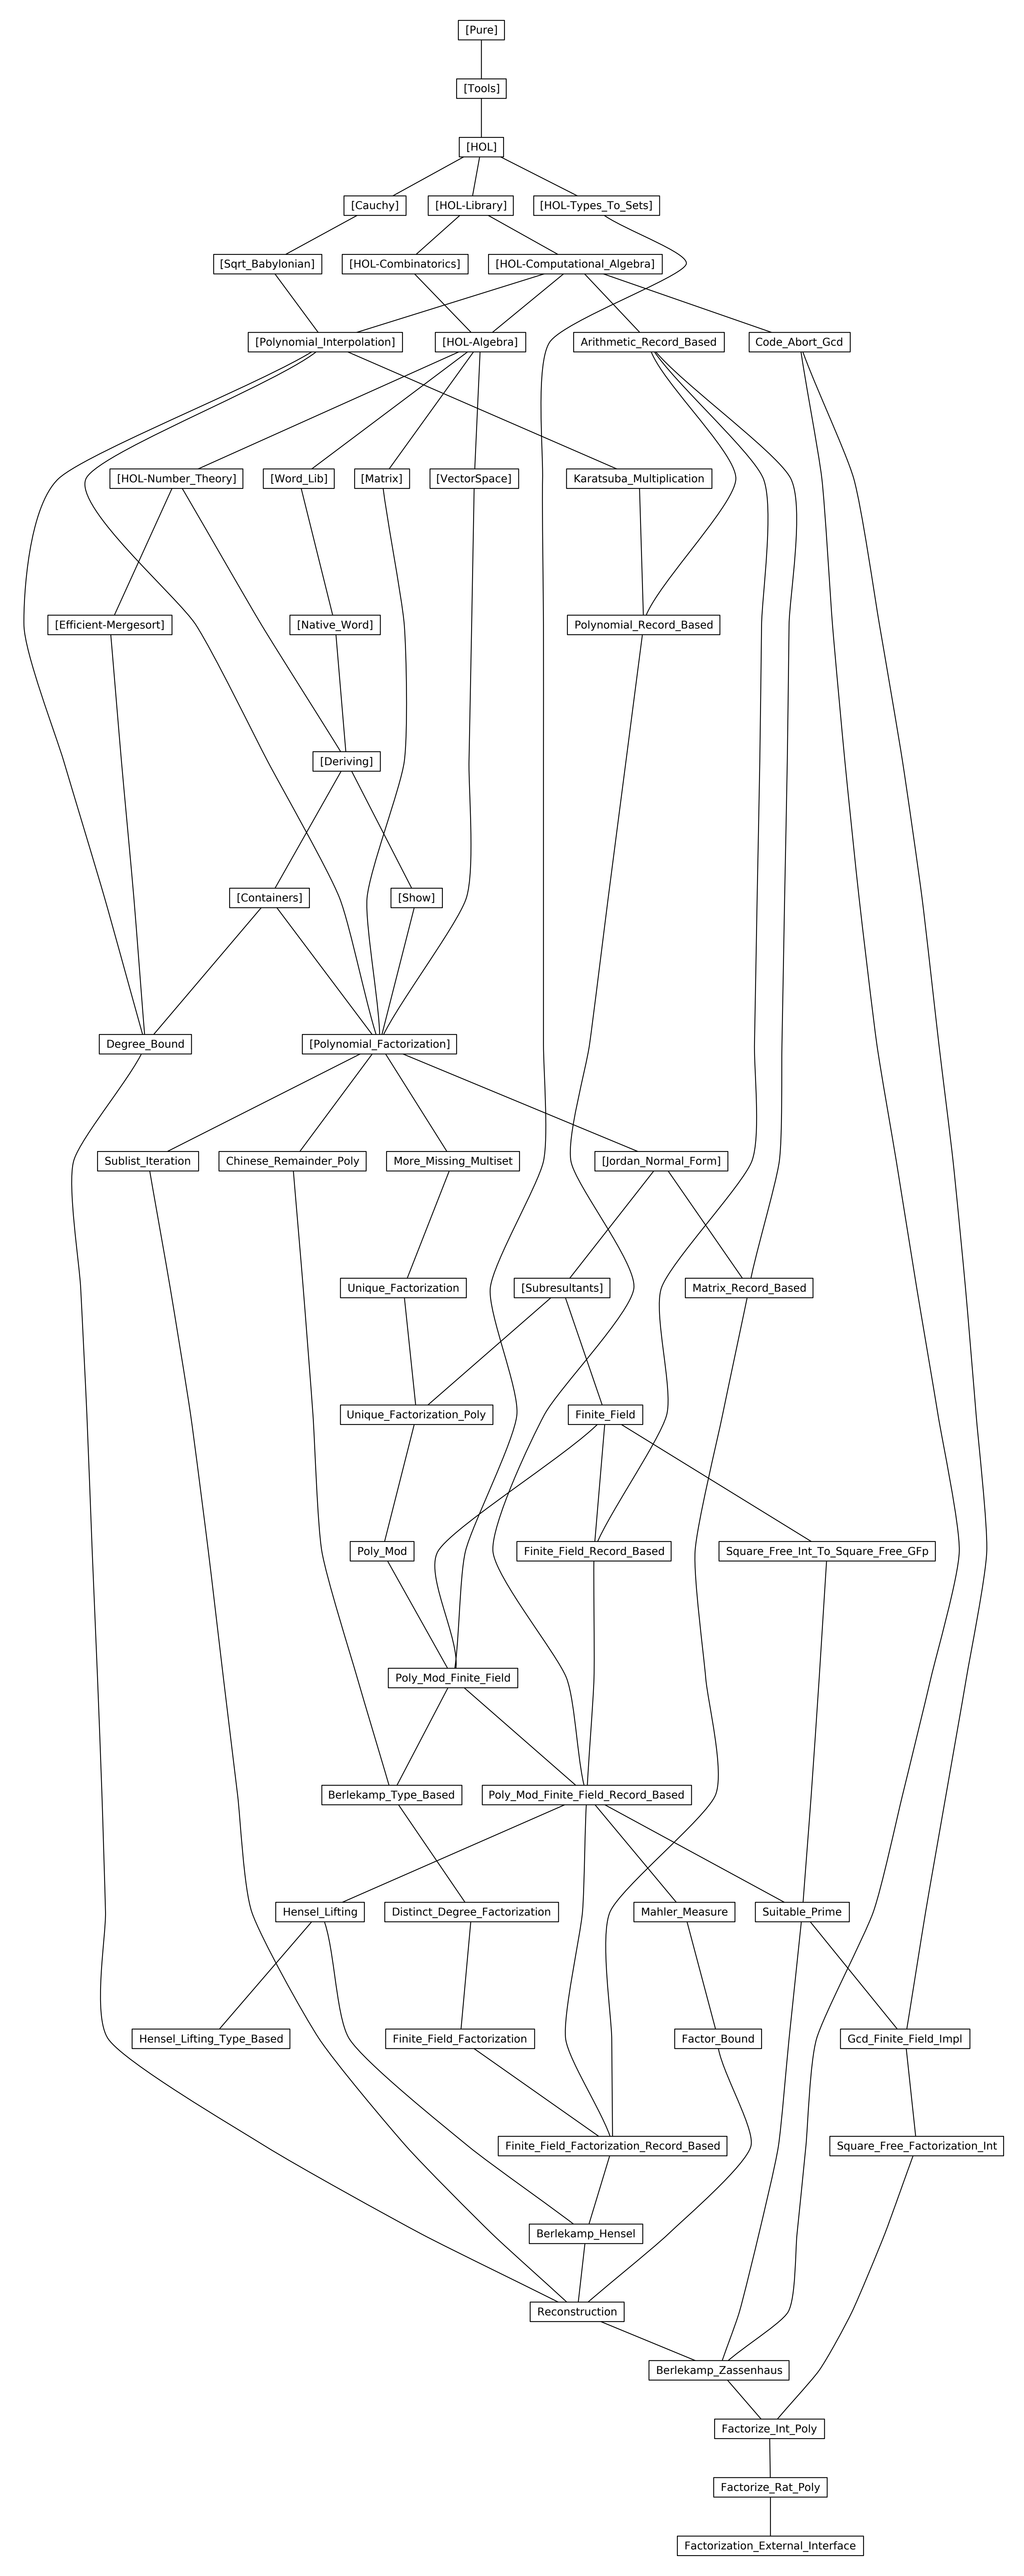 [Pure]
[Tools]
[HOL]
[Cauchy]
[HOL-Library]
[HOL-Types_To_Sets]
[Sqrt_Babylonian]
[HOL-Combinatorics]
[HOL-Computational_Algebra]
[Polynomial_Interpolation]
[HOL-Algebra]
Arithmetic_Record_Based
Code_Abort_Gcd
[HOL-Number_Theory]
[Word_Lib]
[Matrix]
[VectorSpace]
Karatsuba_Multiplication
[Efficient-Mergesort]
[Native_Word]
Polynomial_Record_Based
[Deriving]
[Containers]
[Show]
Degree_Bound
[Polynomial_Factorization]
Sublist_Iteration
Chinese_Remainder_Poly
More_Missing_Multiset
[Jordan_Normal_Form]
Unique_Factorization
[Subresultants]
Matrix_Record_Based
Unique_Factorization_Poly
Finite_Field
Poly_Mod
Finite_Field_Record_Based
Square_Free_Int_To_Square_Free_GFp
Poly_Mod_Finite_Field
Berlekamp_Type_Based
Poly_Mod_Finite_Field_Record_Based
Hensel_Lifting
Distinct_Degree_Factorization
Mahler_Measure
Suitable_Prime
Hensel_Lifting_Type_Based
Finite_Field_Factorization
Factor_Bound
Gcd_Finite_Field_Impl
Finite_Field_Factorization_Record_Based
Square_Free_Factorization_Int
Berlekamp_Hensel
Reconstruction
Berlekamp_Zassenhaus
Factorize_Int_Poly
Factorize_Rat_Poly
Factorization_External_Interface